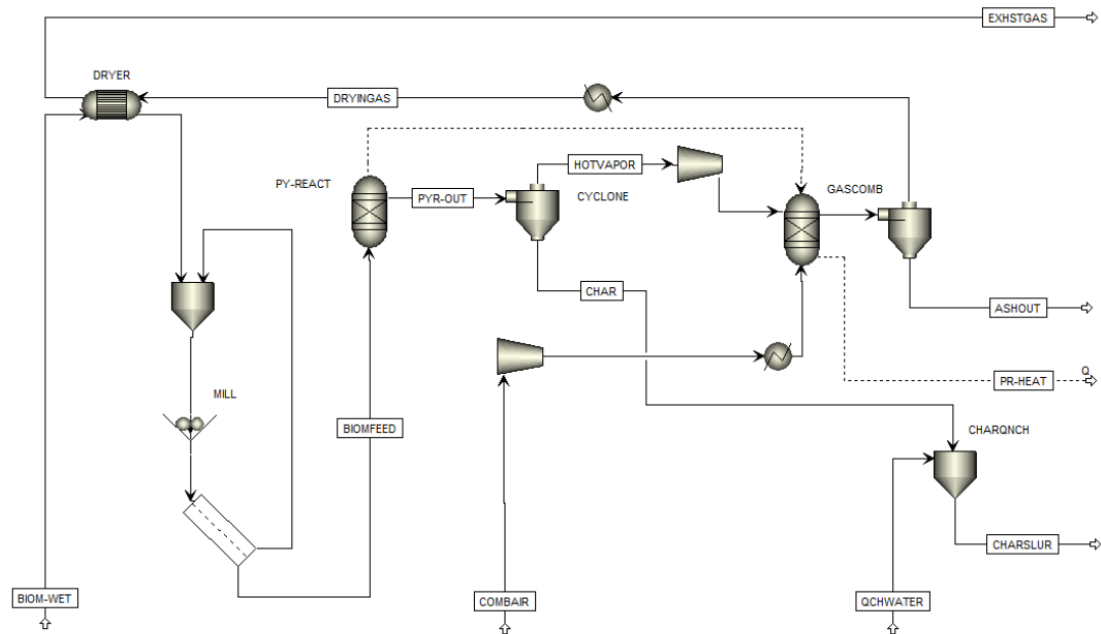 EXHSTGAS
DRYER
DRYINGAS
HOTVAPOR
PY-REACT
PYR-OUT
CYCLONE
GASCOMB
CHAR
ASHOUT
PR-HEAT
Q
MILL
BIOMFEED
CHARQNCH
CHARSLUR
BIOM-WET
COMBAIR
QCHWATER